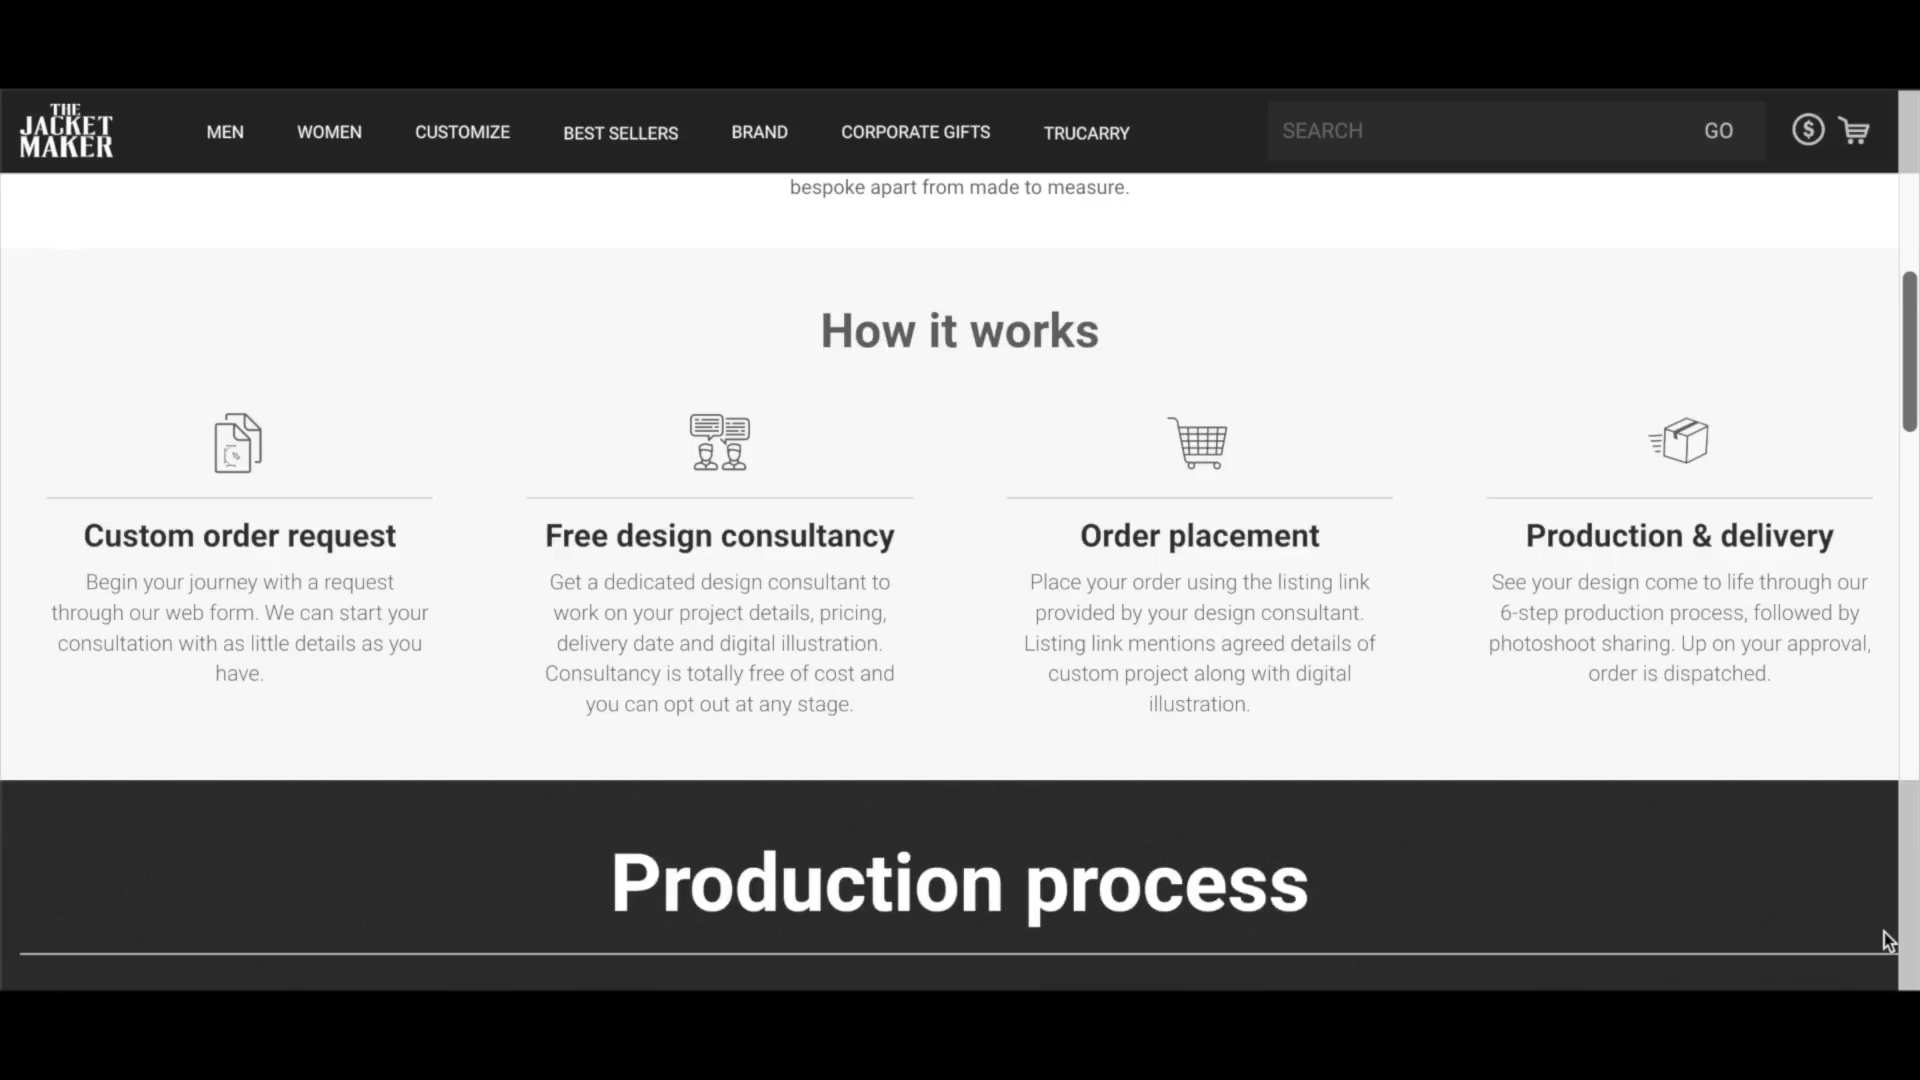 THE
JACKET
MAKER
MEN WOMEN CUSTOMIZE BEST SELLERS BRAND CORPORATE GIFTS TRUCARRY SEARCH GO $
bespoke apart from made to measure.
How it works
Custom order request
Begin your journey with a request
through our web form. We can start your
consultation with as little details as you
have.
Free design consultancy
Get a dedicated design consultant to
work on your project details, pricing,
delivery date and digital illustration.
Consultancy is totally free of cost and
you can opt out at any stage.
Order placement
Place your order using the listing link
provided by your design consultant.
Listing link mentions agreed details of
custom project along with digital
illustration.
Production & delivery
See your design come to life through our
6-step production process, followed by
photoshoot sharing. Up on your approval,
order is dispatched.
Production process